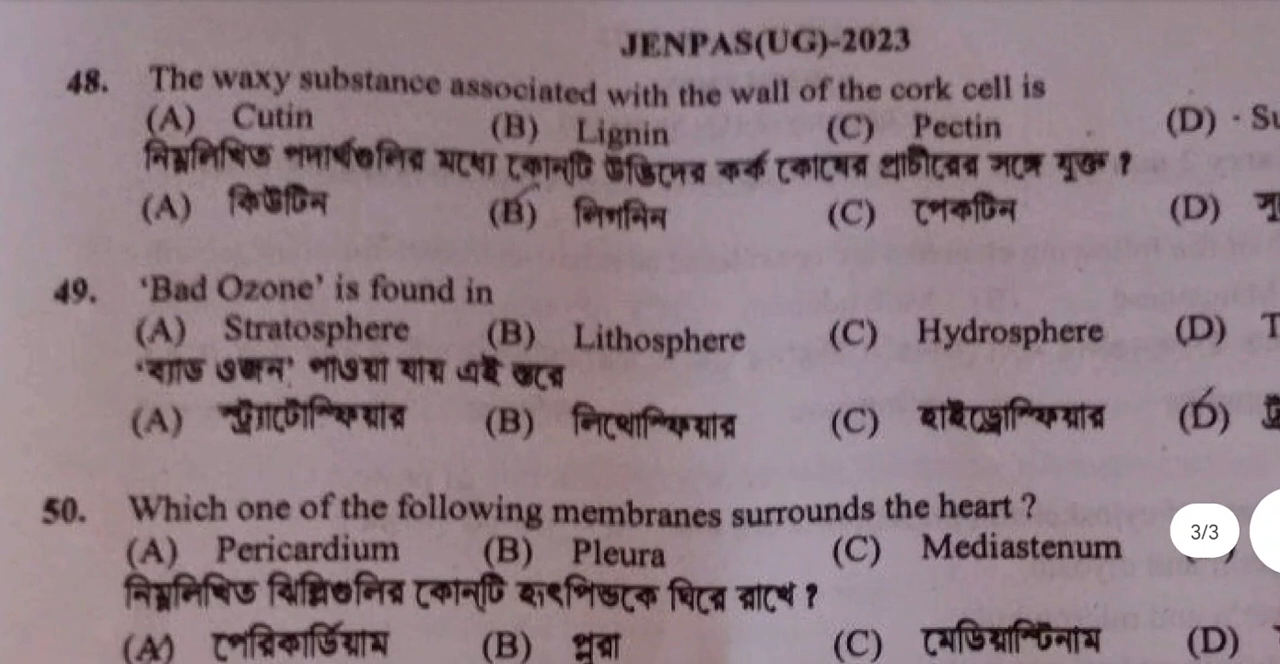 JENPAS(UG)-2023
48. The waxy substance associated with the wall of the cork cell is
(A) Cutin (B) Lignin (C) Pectin (D) Su
নিম্নলিখিত পদার্থগুলির মধ্যে কোন্‌টি উদ্ভিদের কর্ক কোষের প্রাচীরের সঙ্গে যুক্ত ?
(A) কিউটিন (B) লিগনিন (C) পেকটিন (D) সু
49. ‘Bad Ozone’ is found in
(A) Stratosphere (B) Lithosphere (C) Hydrosphere (D) T
‘ব্যাড ওজন’ পাওয়া যায় এই স্তরে
(A) স্ট্র্যাটোস্ফিয়ার (B) লিথোস্ফিয়ার (C) হাইড্রোস্ফিয়ার (D) ট্র
50. Which one of the following membranes surrounds the heart ?
(A) Pericardium (B) Pleura (C) Mediastenum
3/3
নিম্নলিখিত ঝিল্লিগুলির কোন্‌টি হৃৎপিণ্ডকে ঘিরে রাখে ?
(A) পেরিকার্ডিয়াম (B) প্লুরা (C) মেডিয়াস্টিনাম (D)